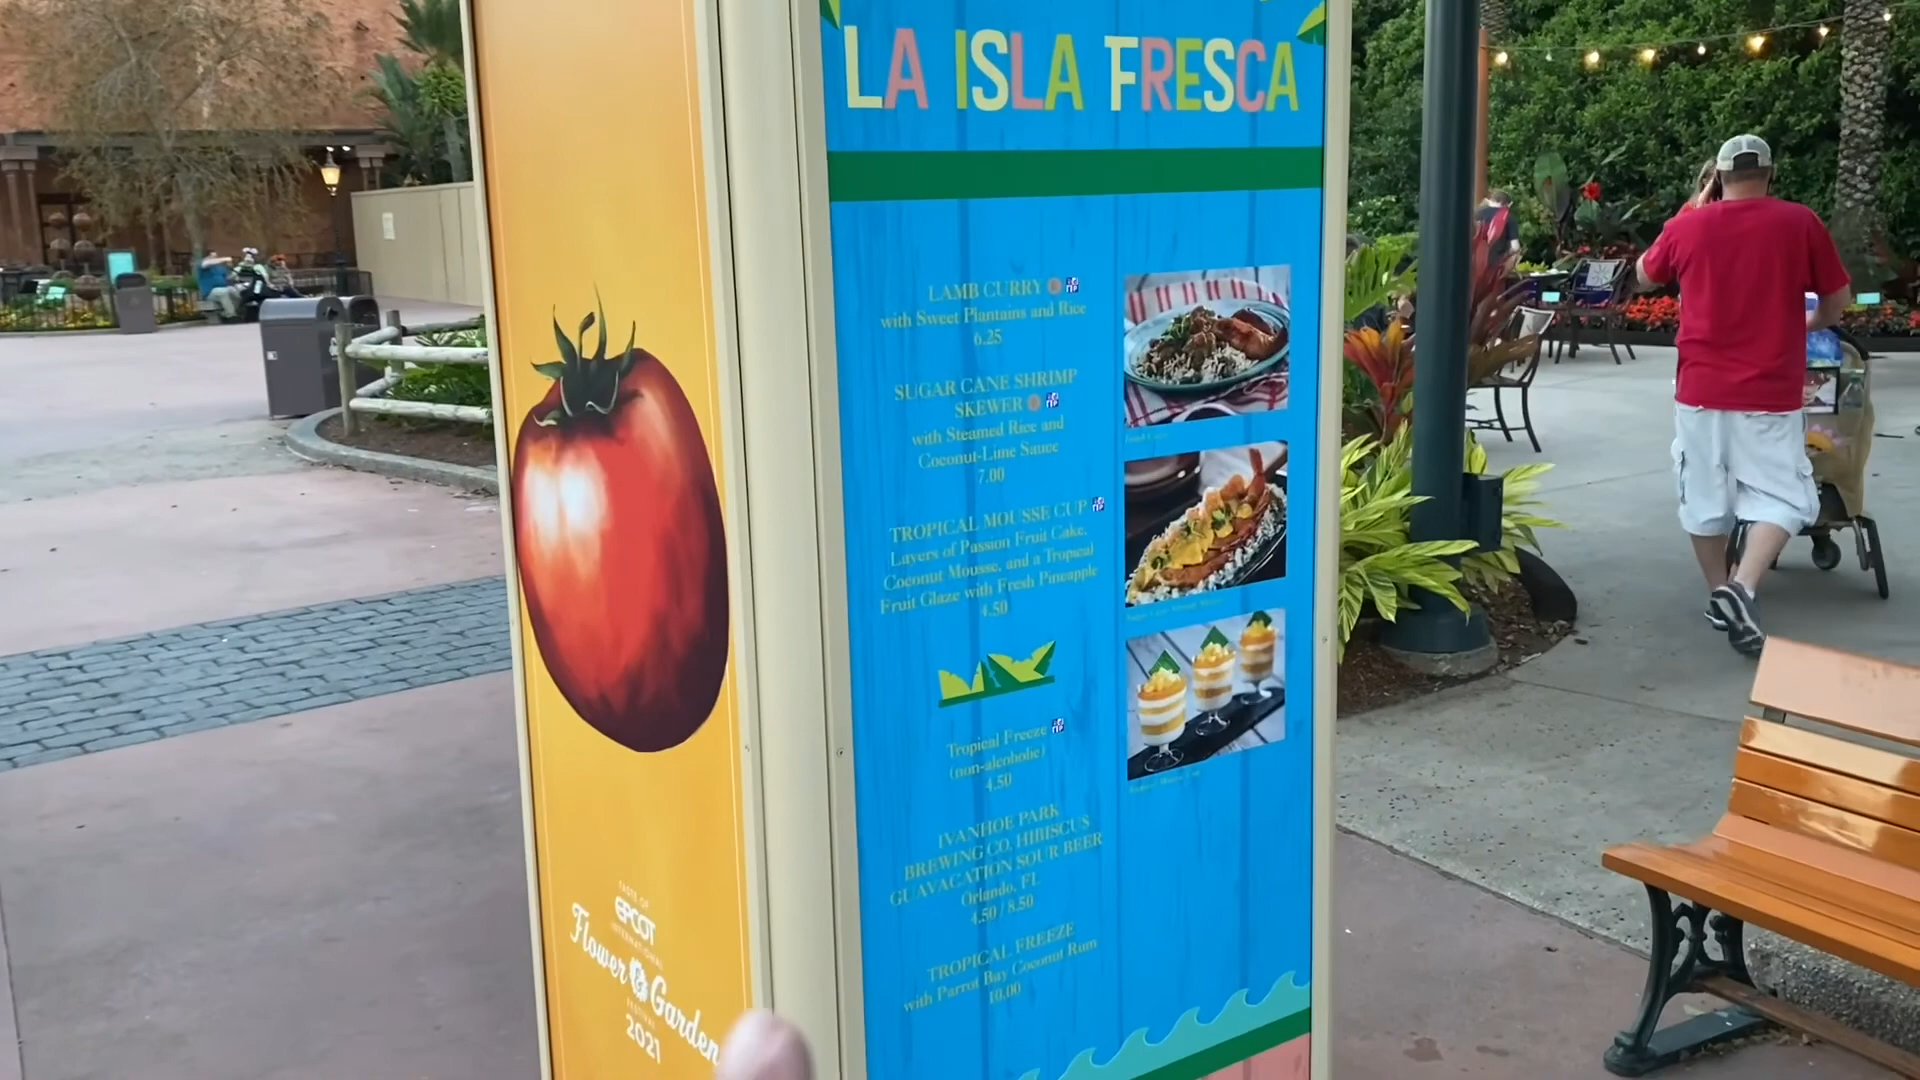 LA ISLA FRESCA
LAMB CURRY
with Sweet Plantains and Rice
6.25
SUGAR CANE SHRIMP
SKEWER
with Steamed Rice and
Coconut-Lime Sauce
7.00
TROPICAL MOUSSE CUP
Layers of Passion Fruit Cake,
Coconut Mousse, and a Tropical
Fruit Glaze with Fresh Pineapple
4.50
Tropical Freeze
(non-alcoholic)
4.50
IVANHOE PARK
BREWING CO. HIBISCUS
GUAVACATION SOUR BEER
Orlando, FL
4.50 / 8.50
TROPICAL FREEZE
with Parrot Bay Coconut Rum
10.00
TASTE OF
EPCOT
INTERNATIONAL
Flower & Garden
FESTIVAL
2021